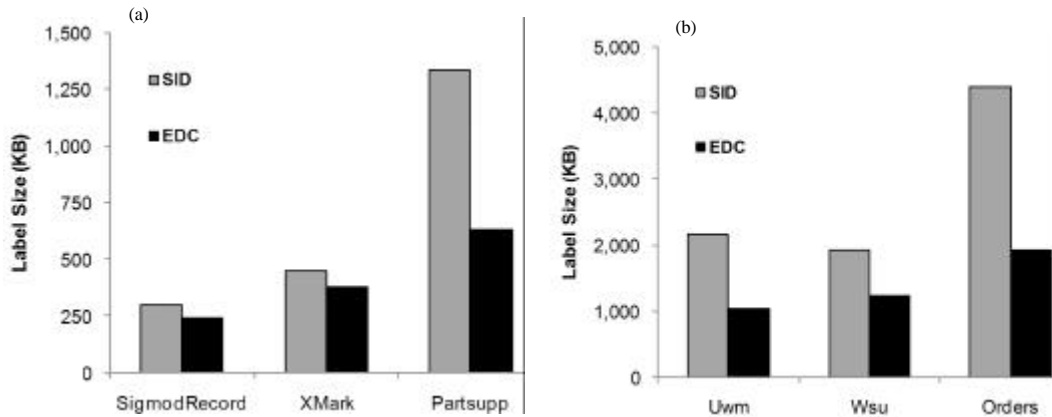 (a)
1,500
1,250
1,000
750
500
250
0
Label Size (KB)
SID
EDC
SigmodRecord XMark Partsupp
(b)
5,000
4,000
3,000
2,000
1,000
0
Label Size (KB)
SID
EDC
Uwm Wsu Orders